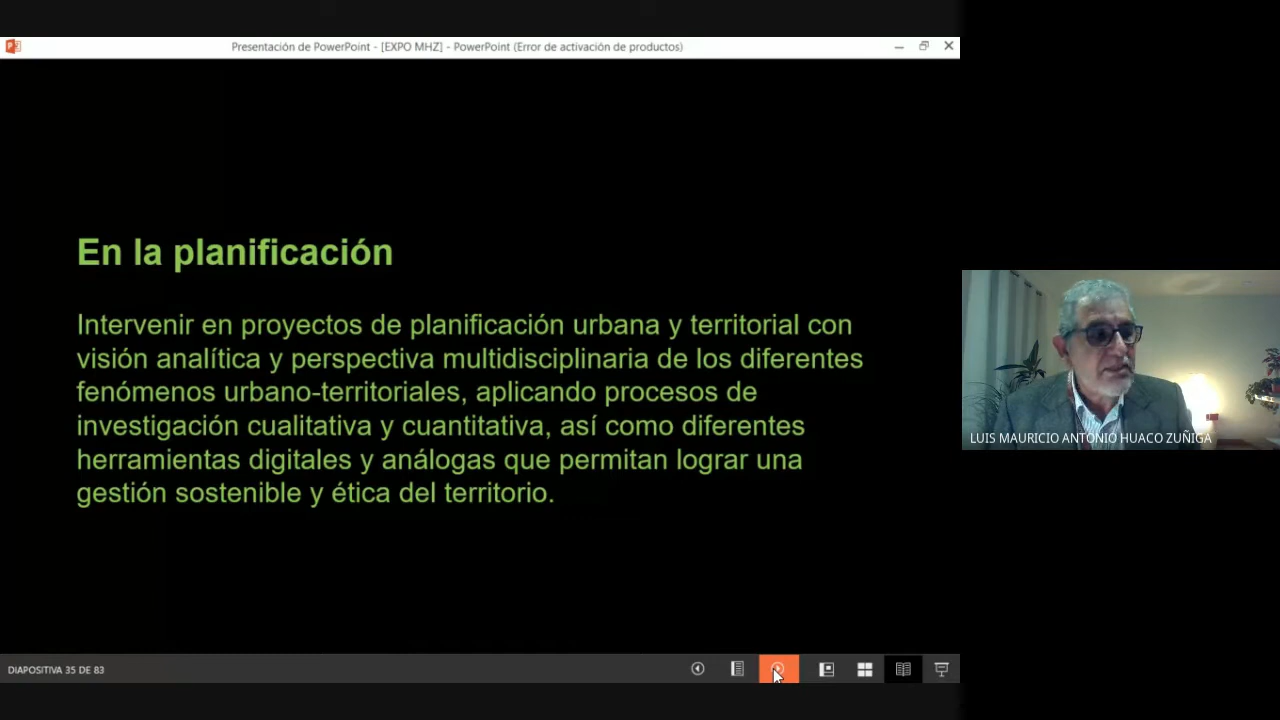 Presentación de PowerPoint - [EXPO MHZ] - PowerPoint (Error de activación de productos)
En la planificación
Intervenir en proyectos de planificación urbana y territorial con
visión analítica y perspectiva multidisciplinaria de los diferentes
fenómenos urbano-territoriales, aplicando procesos de
investigación cualitativa y cuantitativa, así como diferentes
herramientas digitales y análogas que permitan lograr una
gestión sostenible y ética del territorio.
LUIS MAURICIO ANTONIO HUACO ZUÑIGA
DIAPOSITIVA 35 DE 83